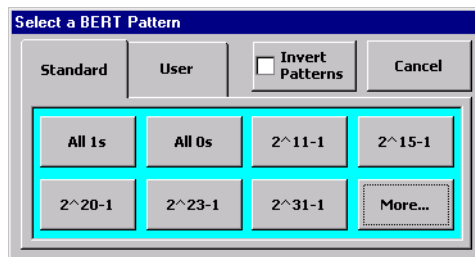 Select a BERT Pattern
Standard
User
Invert
Patterns
Cancel
All 1s
All 0s
2^11-1
2^15-1
2^20-1
2^23-1
2^31-1
More...